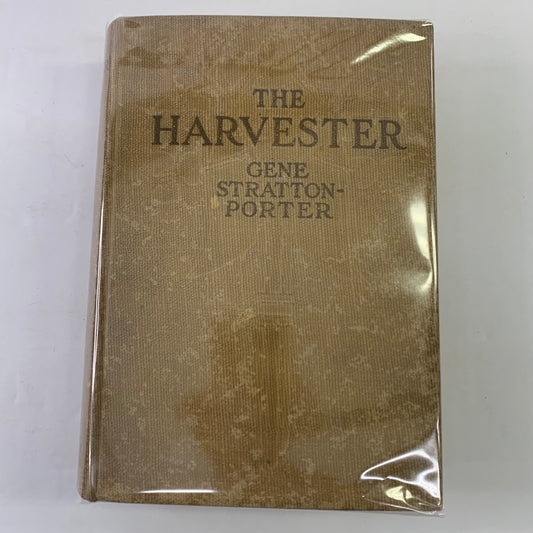 THE
HARVESTER
GENE
STRATTON-
PORTER